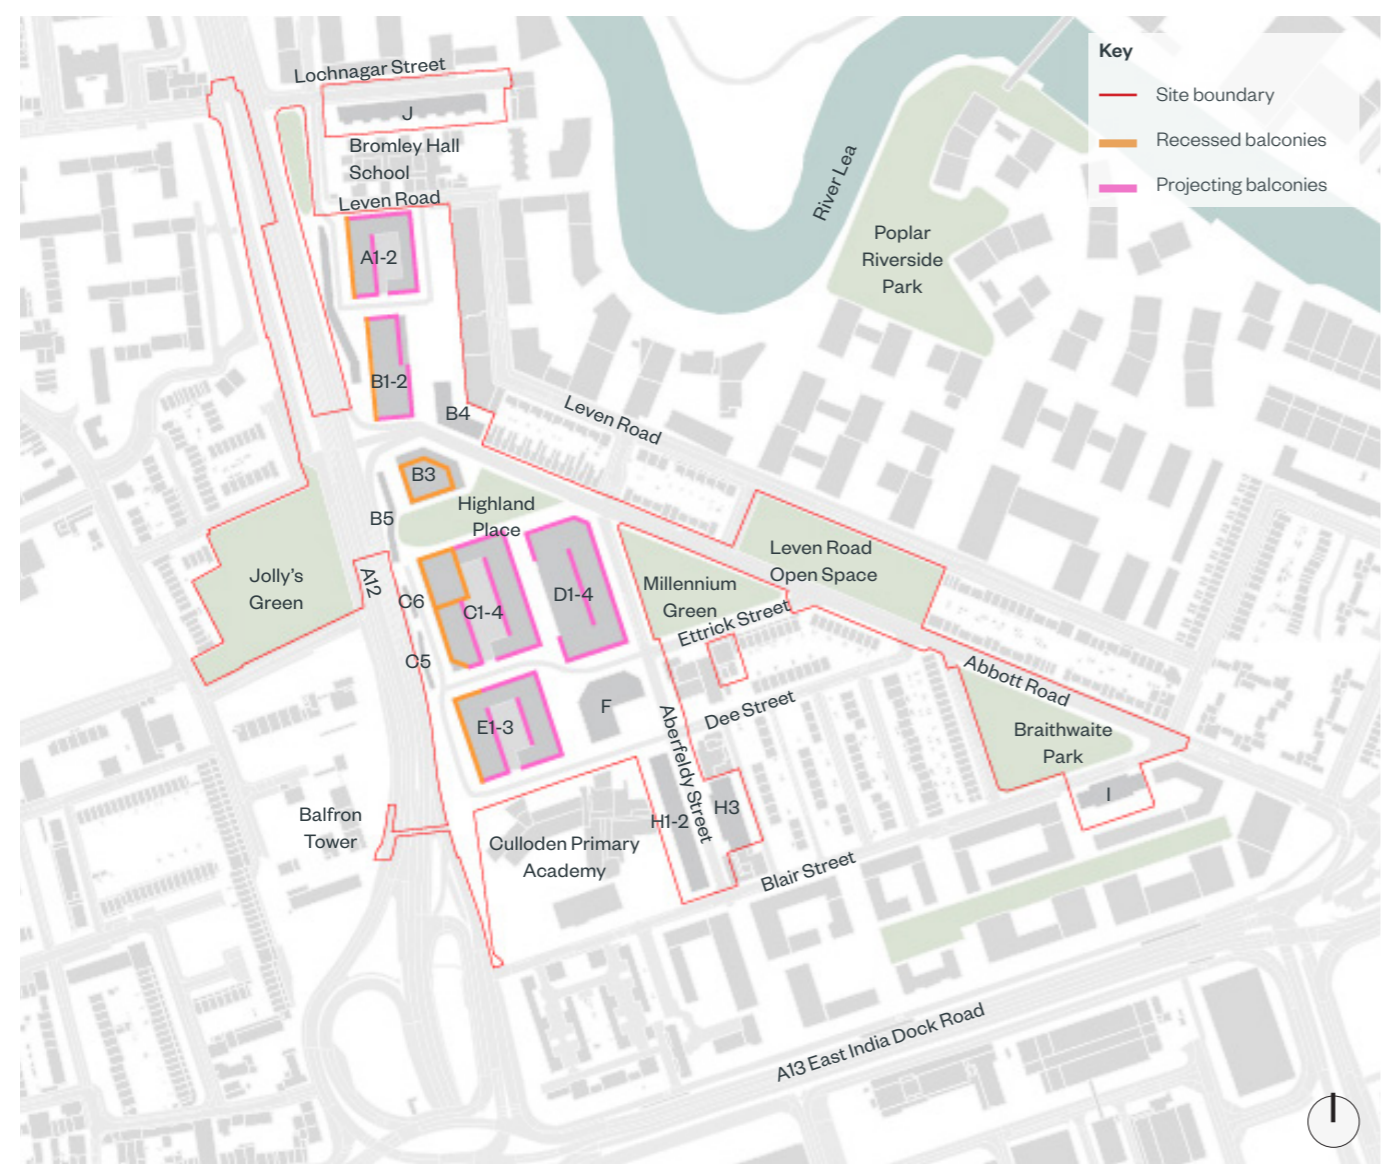 Key
Site boundary
Recessed balconies
Projecting balconies
Lochnagar Street
J
Bromley Hall
School
Leven Road
A1-2
River Lea
Poplar
Riverside
Park
B1-2
B4
Leven Road
B3
Highland
Place
B5
Jolly's
Green
A12
C6
C1-4
D1-4
Millennium
Green
Leven Road
Open Space
Ettrick Street
C5
Abbott Road
E1-3
F
Dee Street
Aberfeldy Street
Braithwaite
Park
I
Balfron
Tower
H1-2
H3
Culloden Primary
Academy
Blair Street
A13 East India Dock Road